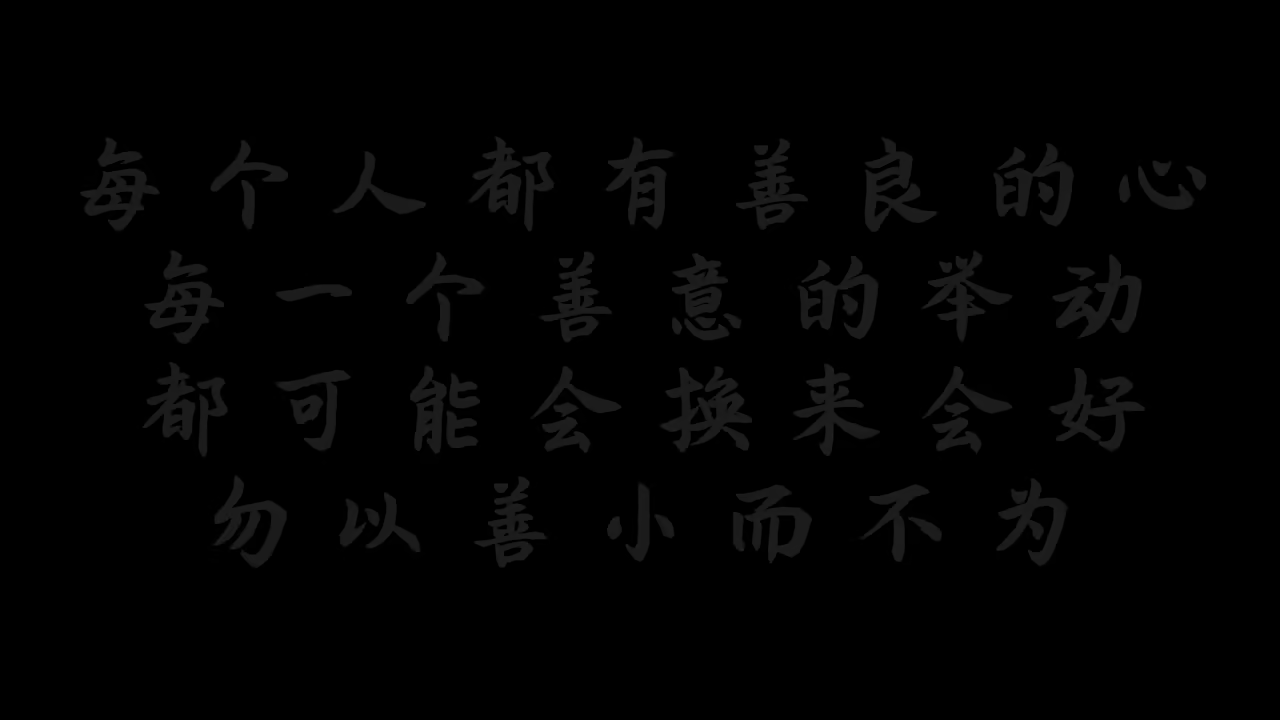 每个人都有善良的心
每一个善意的举动
都可能会换来会好
勿以善小而不为